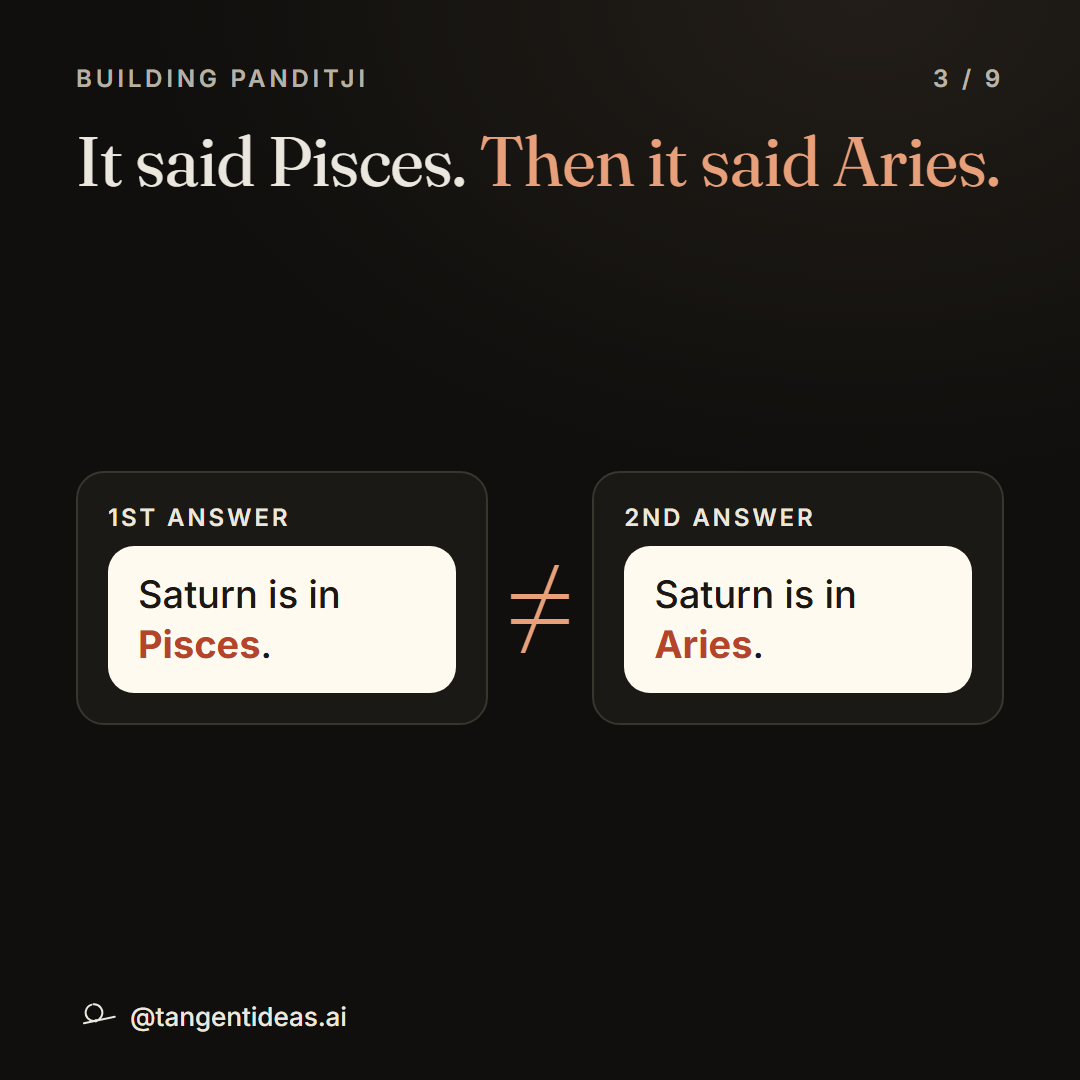 BUILDING PANDITJI
3 / 9
It said Pisces. Then it said Aries.
1ST ANSWER
Saturn is in
Pisces.
≠
2ND ANSWER
Saturn is in
Aries.
@tangentideas.ai